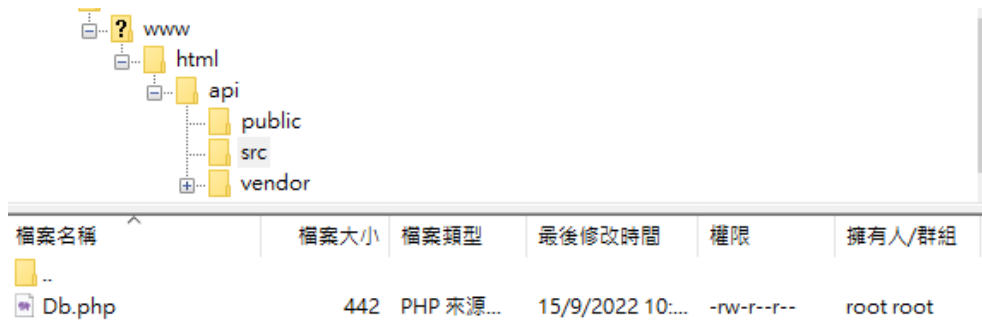 www
html
api
public
src
vendor
檔案名稱 檔案大小 檔案類型 最後修改時間 權限 擁有人/群組
..
Db.php 442 PHP 來源... 15/9/2022 10:... -rw-r--r-- root root